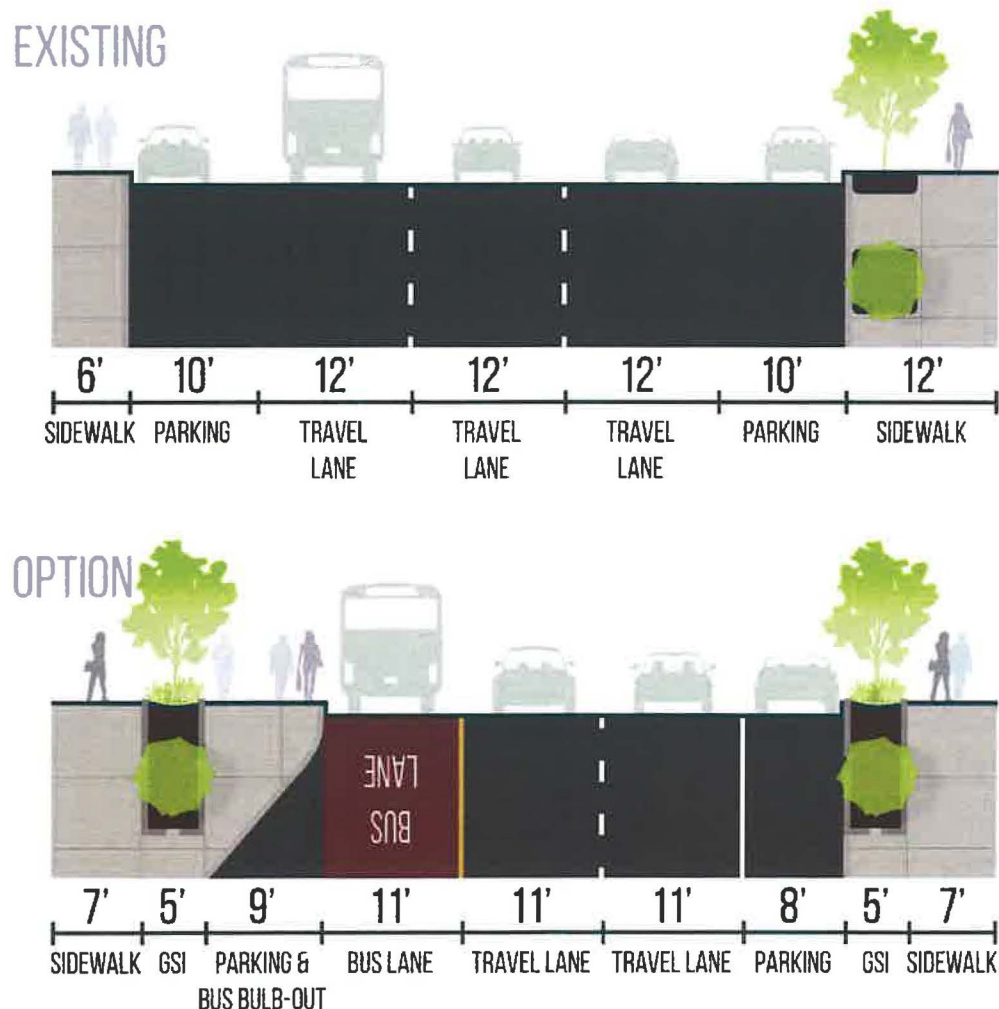 EXISTING
6' 10' 12' 12' 12' 10' 12'
SIDEWALK PARKING TRAVEL LANE TRAVEL LANE TRAVEL LANE PARKING SIDEWALK
OPTION
BUS LANE
7' 5' 9' 11' 11' 11' 8' 5' 7'
SIDEWALK GSI PARKING & BUS BULB-OUT BUS LANE TRAVEL LANE TRAVEL LANE PARKING GSI SIDEWALK